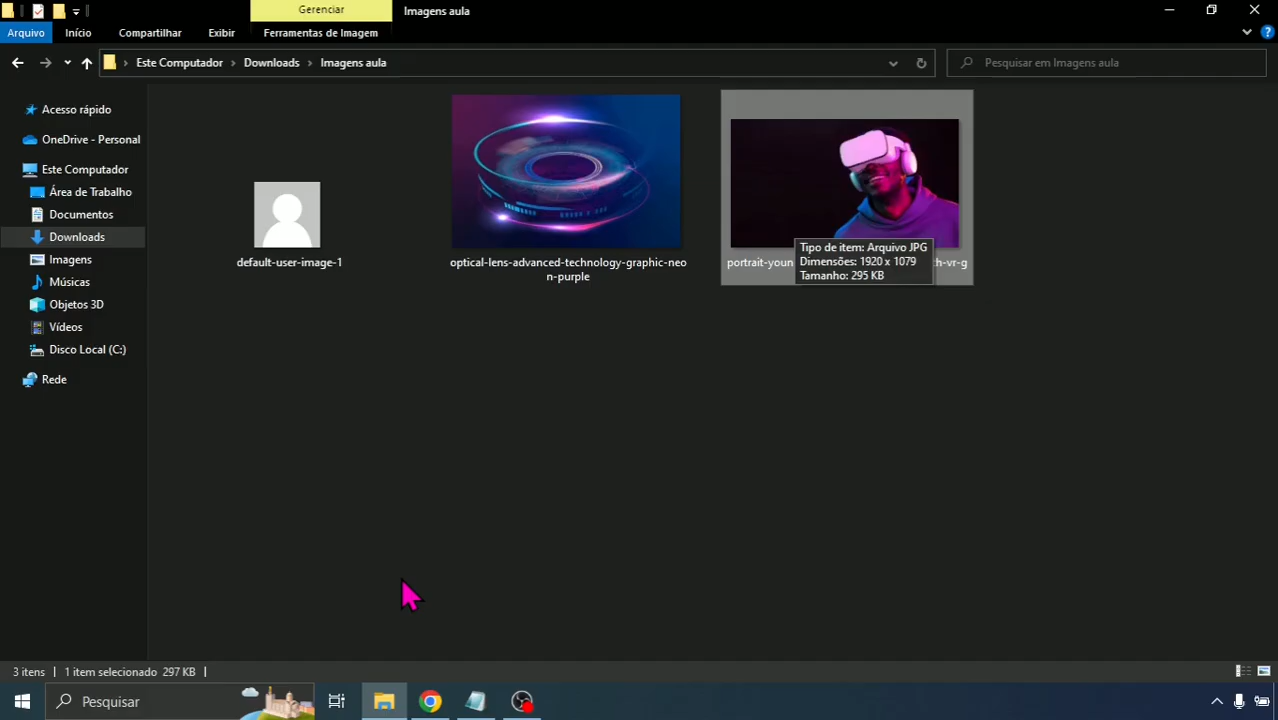 Gerenciar
Imagens aula
Arquivo
Início
Compartilhar
Exibir
Ferramentas de Imagem
Este Computador
Downloads
Imagens aula
Pesquisar em Imagens aula
Acesso rápido
OneDrive - Personal
Este Computador
Área de Trabalho
Documentos
Downloads
Imagens
Músicas
Objetos 3D
Vídeos
Disco Local (C:)
Rede
default-user-image-1
optical-lens-advanced-technology-graphic-neo
n-purple
portrait-youn
h-vr-g
Tipo de item: Arquivo JPG
Dimensões: 1920 x 1079
Tamanho: 295 KB
3 itens
1 item selecionado 297 KB
Pesquisar